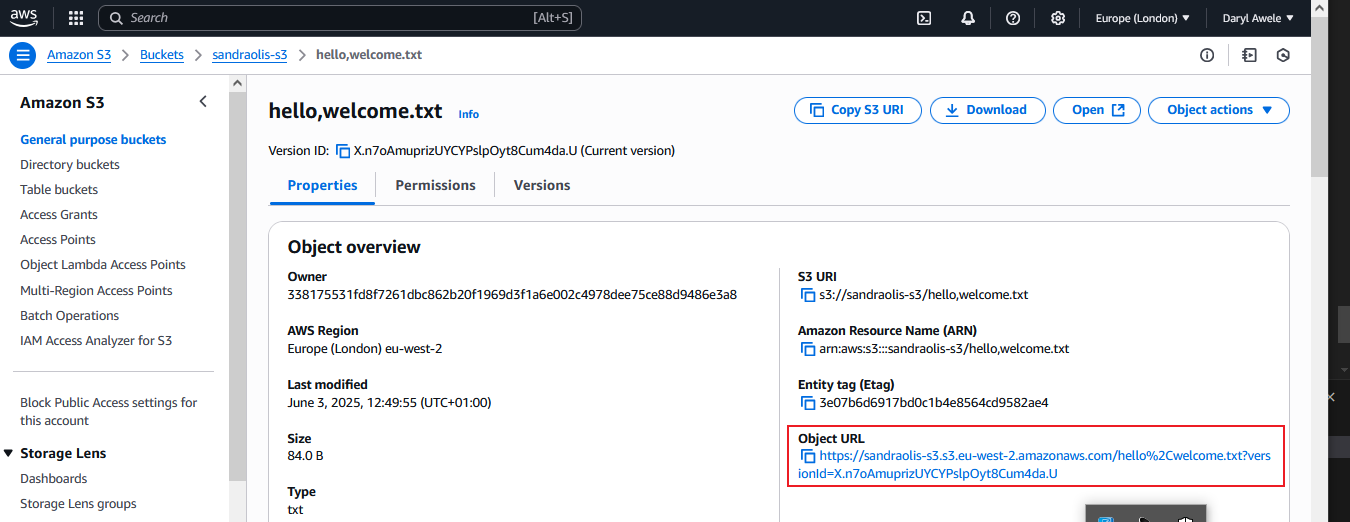 aws
Search
[Alt+S]
Europe (London)
Daryl Awele
Amazon S3
Buckets
sandraolis-s3
hello,welcome.txt
Amazon S3
General purpose buckets
Directory buckets
Table buckets
Access Grants
Access Points
Object Lambda Access Points
Multi-Region Access Points
Batch Operations
IAM Access Analyzer for S3
Block Public Access settings for
this account
Storage Lens
Dashboards
Storage Lens groups
hello,welcome.txt Info
Copy S3 URI
Download
Open
Object actions
Version ID: X.n7oAmuprizUYCYPslpOyt8Cum4da.U (Current version)
Properties
Permissions
Versions
Object overview
Owner
338175531fd8f7261dbc862b20f1969d3f1a6e002c4978dee75ce88d9486e3a8
AWS Region
Europe (London) eu-west-2
Last modified
June 3, 2025, 12:49:55 (UTC+01:00)
Size
84.0 B
Type
txt
S3 URI
s3://sandraolis-s3/hello,welcome.txt
Amazon Resource Name (ARN)
arn:aws:s3:::sandraolis-s3/hello,welcome.txt
Entity tag (Etag)
3e07b6d6917bd0c1b4e8564cd9582ae4
Object URL
https://sandraolis-s3.s3.eu-west-2.amazonaws.com/hello%2Cwelcome.txt?vers
ionId=X.n7oAmuprizUYCYPslpOyt8Cum4da.U